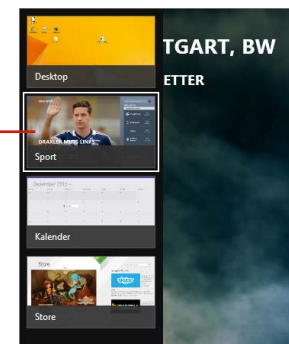 TGART, BW
ETTER
Desktop
DRAXLER MUSS LINKS
Sport
Dezember 2013
Kalender
Store
Store